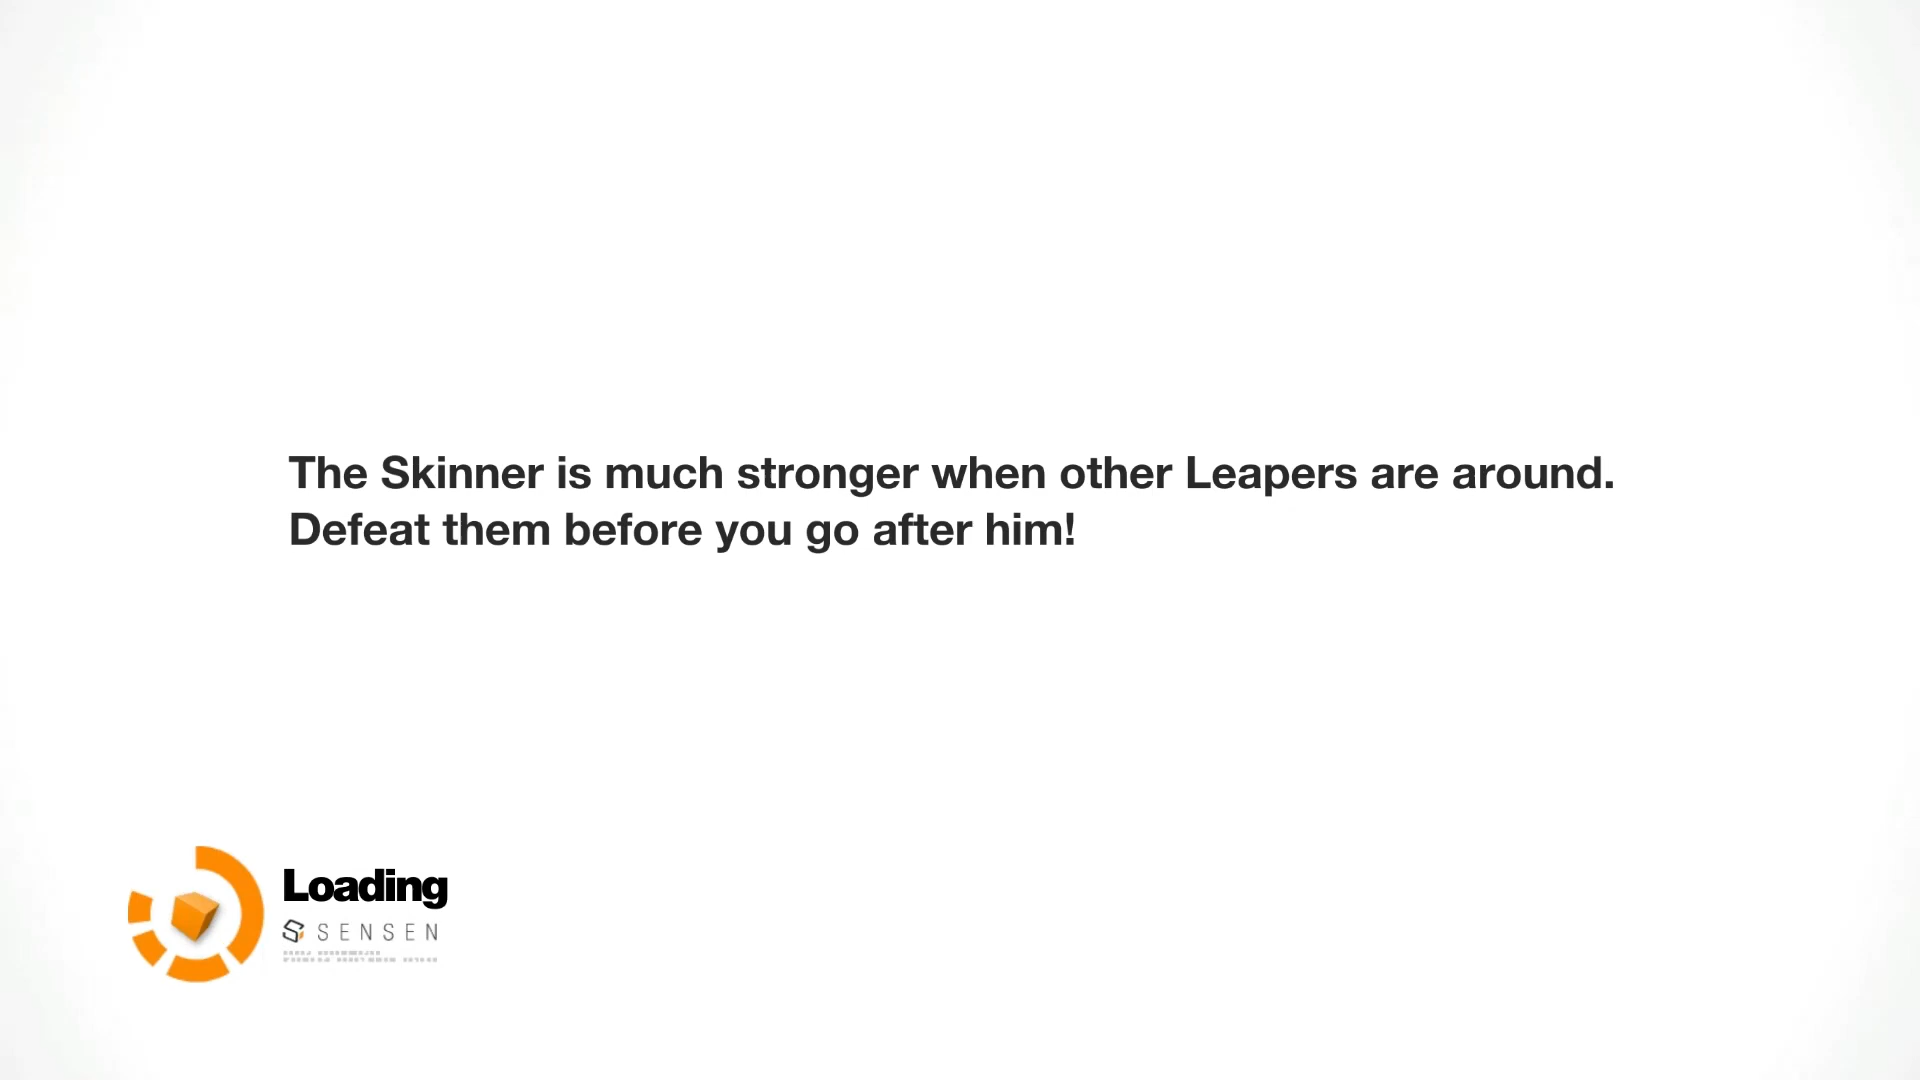 The Skinner is much stronger when other Leapers are around.
Defeat them before you go after him!
Loading
SENSEN